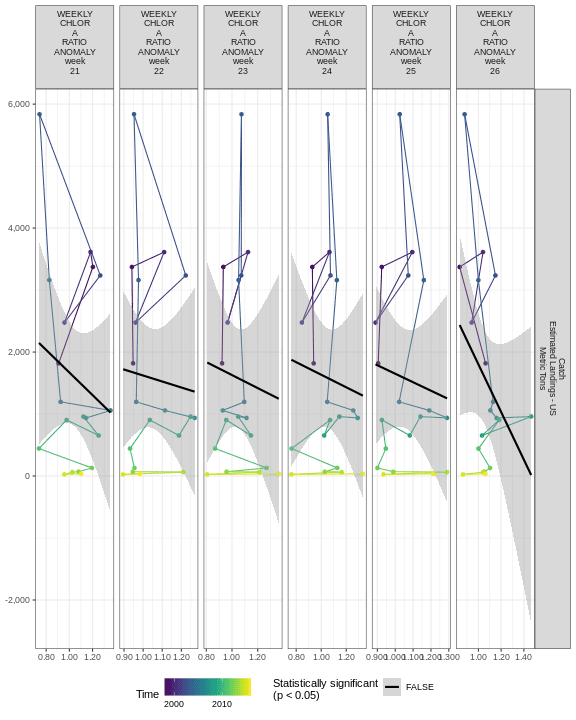 WEEKLY
CHLOR
A
RATIO
ANOMALY
week
21
WEEKLY
CHLOR
A
RATIO
ANOMALY
week
22
WEEKLY
CHLOR
A
RATIO
ANOMALY
week
23
WEEKLY
CHLOR
A
RATIO
ANOMALY
week
24
WEEKLY
CHLOR
A
RATIO
ANOMALY
week
25
WEEKLY
CHLOR
A
RATIO
ANOMALY
week
26
6,000
4,000
2,000
0
-2,000
Catch
Estimated Landings - US
Metric Tons
0.80 1.00 1.20
0.90 1.00 1.10 1.20
0.80 1.00 1.20
0.80 1.00 1.20
0.900 1.000 1.100 1.200 1.300
1.00 1.20 1.40
Time
2000 2010
Statistically significant
(p < 0.05)
FALSE